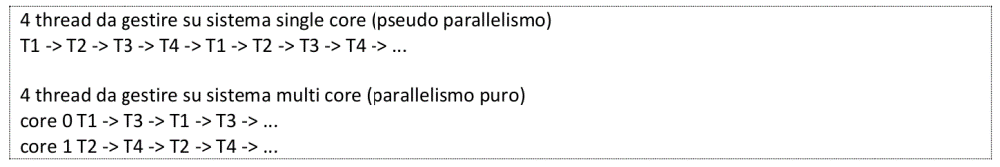 4 thread da gestire su sistema single core (pseudo parallelismo)
T1 -> T2 -> T3 -> T4 -> T1 -> T2 -> T3 -> T4 -> ...
4 thread da gestire su sistema multi core (parallelismo puro)
core 0 T1 -> T3 -> T1 -> T3 -> ...
core 1 T2 -> T4 -> T2 -> T4 -> ...